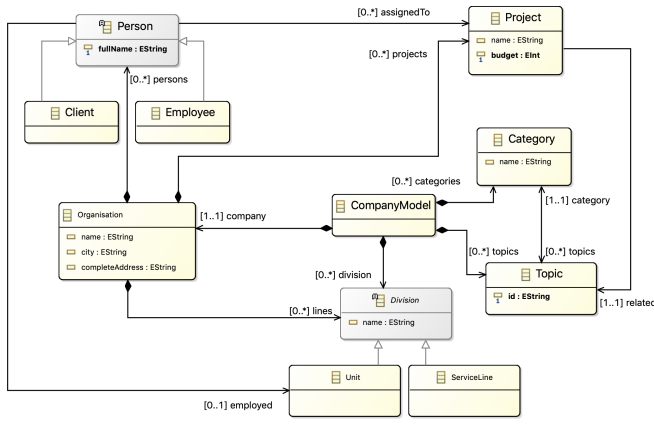 Person
fullName : EString
[0..*] assignedTo
Project
name : EString
budget : EInt
[0..*] projects
[0..*] persons
Client
Employee
Category
name : EString
[0..*] categories
[1..1] category
Organisation
name : EString
city : EString
completeAddress : EString
[1..1] company
CompanyModel
[0..*] topics
[0..*] topics
Topic
id : EString
[0..*] division
[1..1] related
[0..*] lines
Division
name : EString
Unit
ServiceLine
[0..1] employed